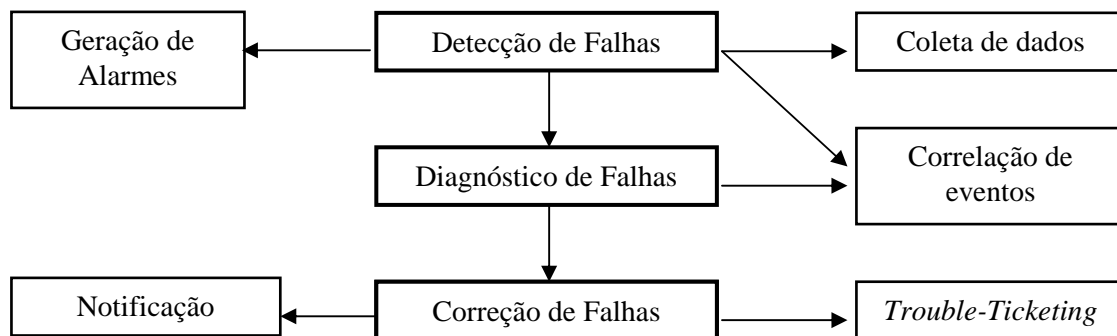 Geração de
Alarmes
Detecção de Falhas
Coleta de dados
Diagnóstico de Falhas
Correlação de
eventos
Notificação
Correção de Falhas
Trouble-Ticketing